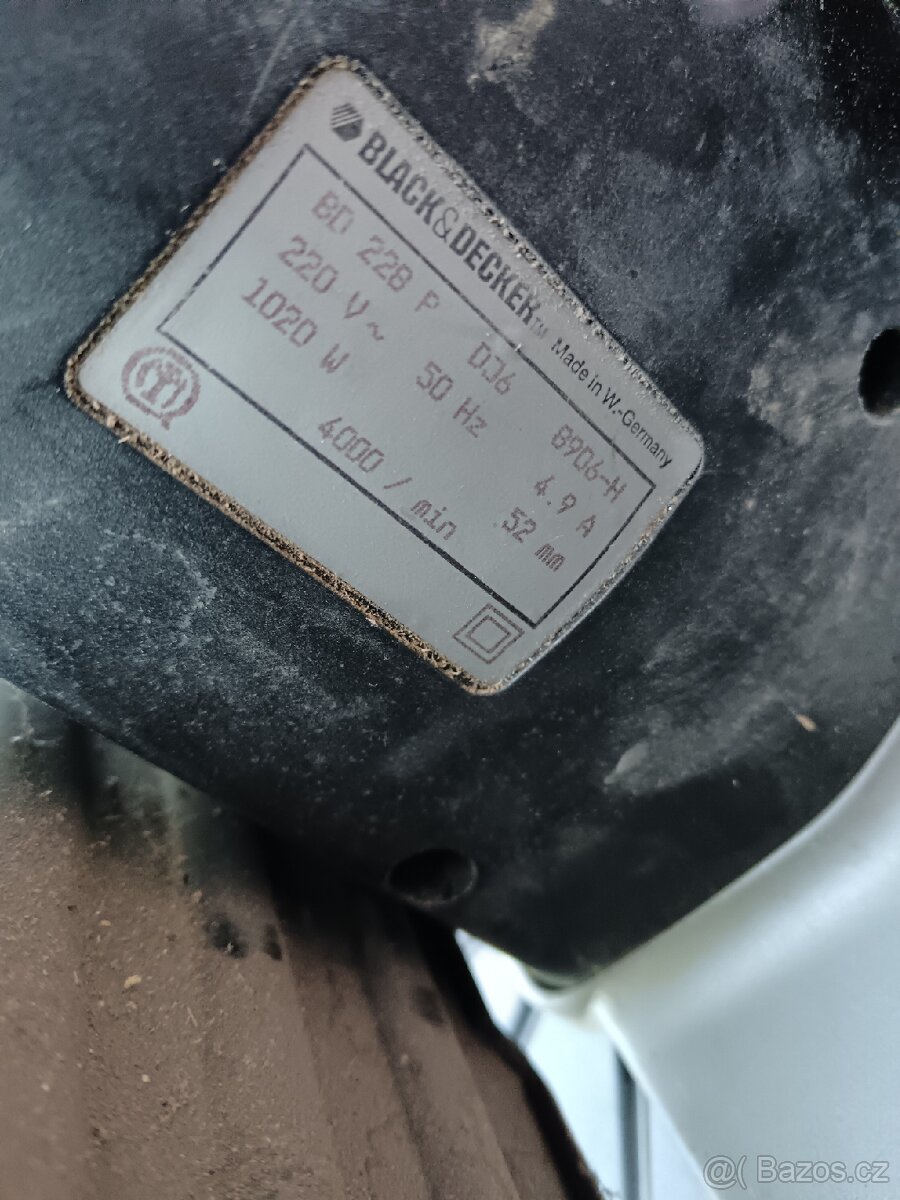 BLACK&DECKER™ Made in W.-Germany
BD 228 P DJ6 8906-H
220 V ~ 50 Hz 4.9 A
1020 W 4000 / min 52 mm
@( Bazos.cz